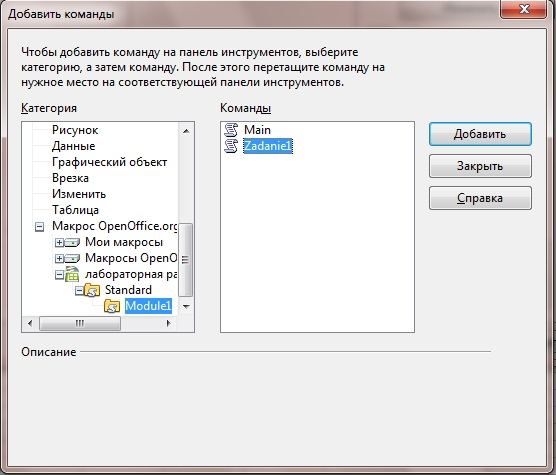 Добавить команды
Чтобы добавить команду на панель инструментов, выберите
категорию, а затем команду. После этого перетащите команду на
нужное место на соответствующей панели инструментов.
Категория
Команды
Рисунок
Данные
Графический объект
Врезка
Изменить
Таблица
Макрос OpenOffice.org
Мои макросы
Макросы OpenO
лабораторная ра
Standard
Module1
Main
Zadanie1
Добавить
Закрыть
Справка
Описание